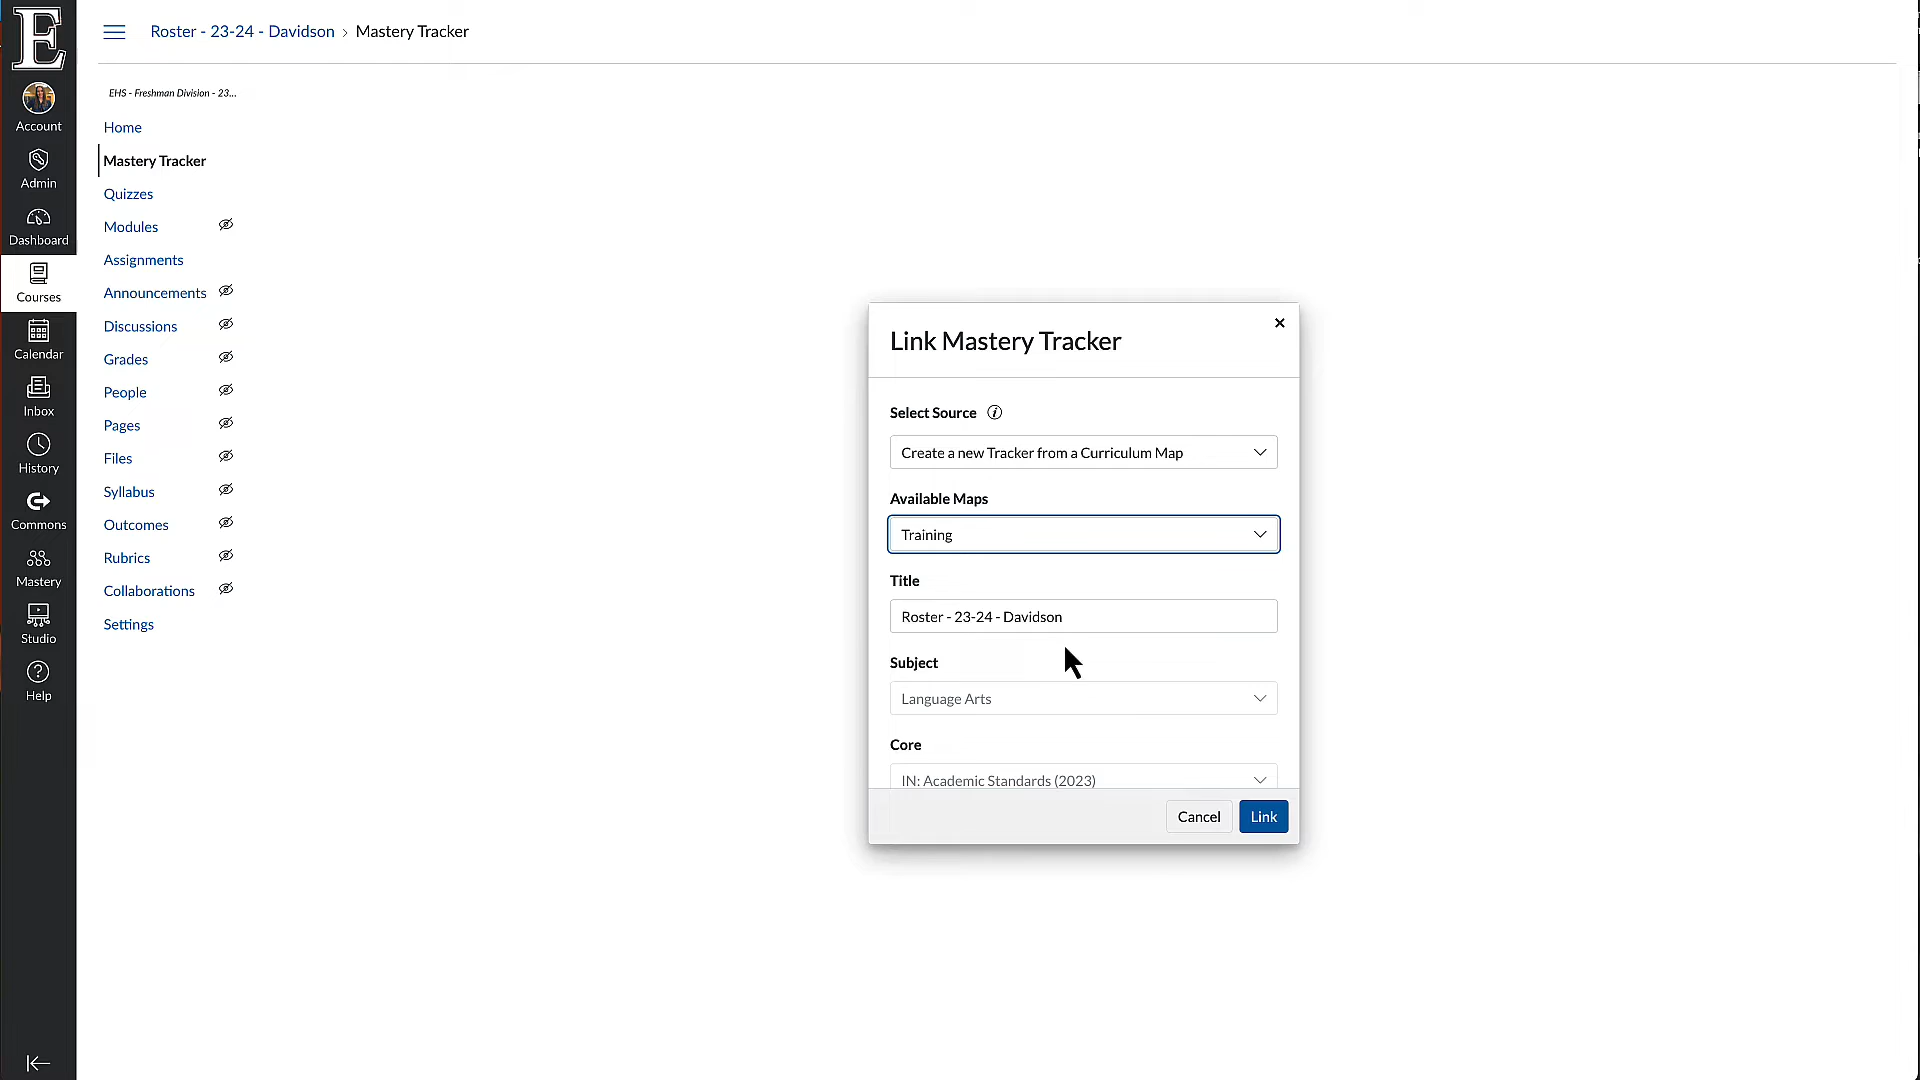 E
Roster - 23-24 - Davidson › Mastery Tracker
EHS - Freshman Division - 23...
Account
Admin
Dashboard
Courses
Calendar
Inbox
History
Commons
Mastery
Studio
Help
Home
Mastery Tracker
Quizzes
Modules
Assignments
Announcements
Discussions
Grades
People
Pages
Files
Syllabus
Outcomes
Rubrics
Collaborations
Settings
Link Mastery Tracker
Select Source
Create a new Tracker from a Curriculum Map
Available Maps
Training
Title
Roster - 23-24 - Davidson
Subject
Language Arts
Core
IN: Academic Standards (2023)
Cancel
Link